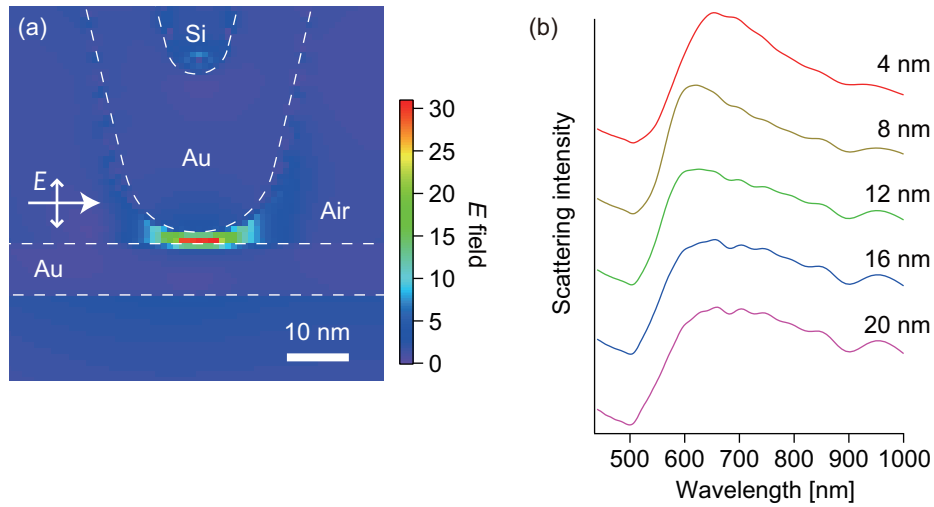 (a)
Si
Au
E
Air
Au
10 nm
30
25
20
15
10
5
0
E field
(b)
4 nm
8 nm
12 nm
16 nm
20 nm
Scattering intensity
500 600 700 800 900 1000
Wavelength [nm]